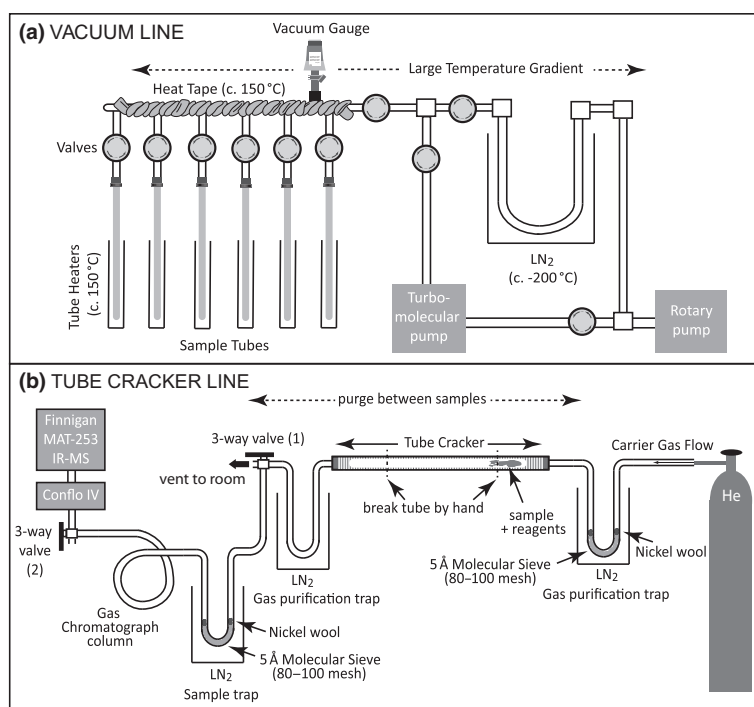 (a) VACUUM LINE
Vacuum Gauge
Large Temperature Gradient
Heat Tape (c. 150 °C)
Valves
Tube Heaters
(c. 150 °C)
Sample Tubes
LN2
(c. -200 °C)
Turbo-
molecular
pump
Rotary
pump
(b) TUBE CRACKER LINE
purge between samples
Finnigan
MAT-253
IR-MS
Conflo IV
3-way valve (1)
vent to room
Tube Cracker
Carrier Gas Flow
He
break tube by hand
sample
+ reagents
3-way
valve
(2)
Gas
Chromatograph
column
LN2
Gas purification trap
5 Å Molecular Sieve
(80–100 mesh)
Nickel wool
LN2
Gas purification trap
Nickel wool
5 Å Molecular Sieve
(80–100 mesh)
LN2
Sample trap